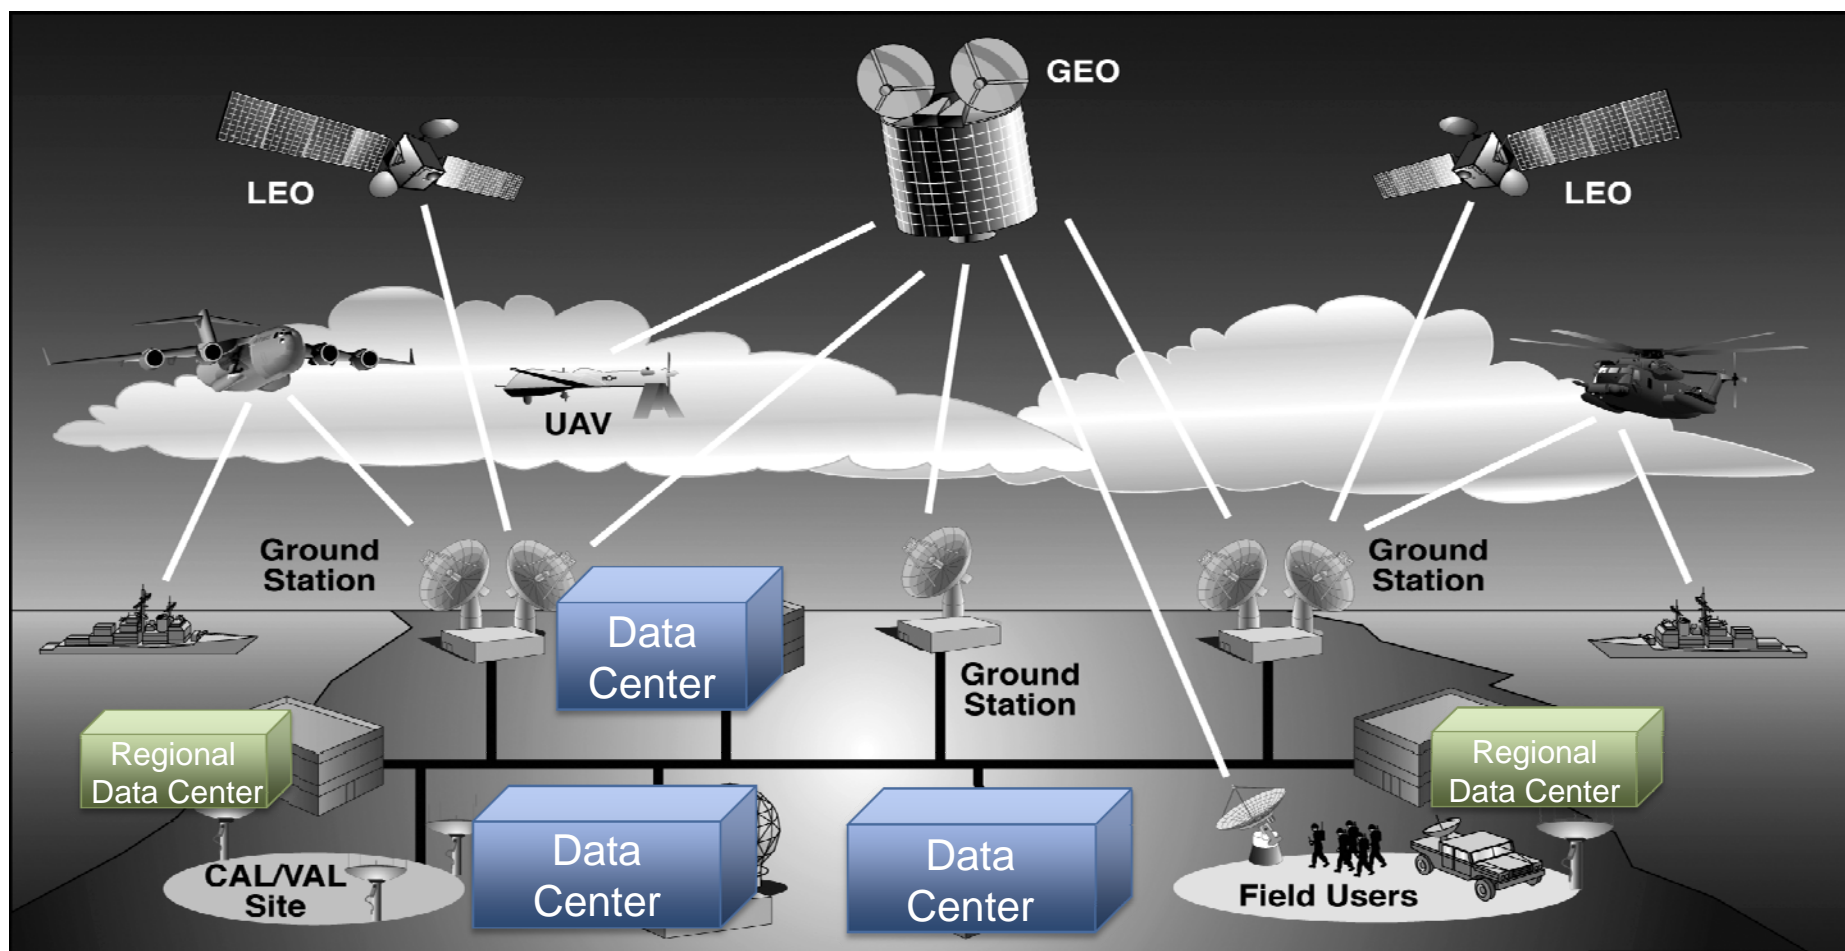 GEO
LEO
LEO
UAV
Ground
Station
Ground
Station
Data
Center
Ground
Station
Regional
Data Center
Regional
Data Center
Data
Center
Data
Center
CAL/VAL
Site
Field Users